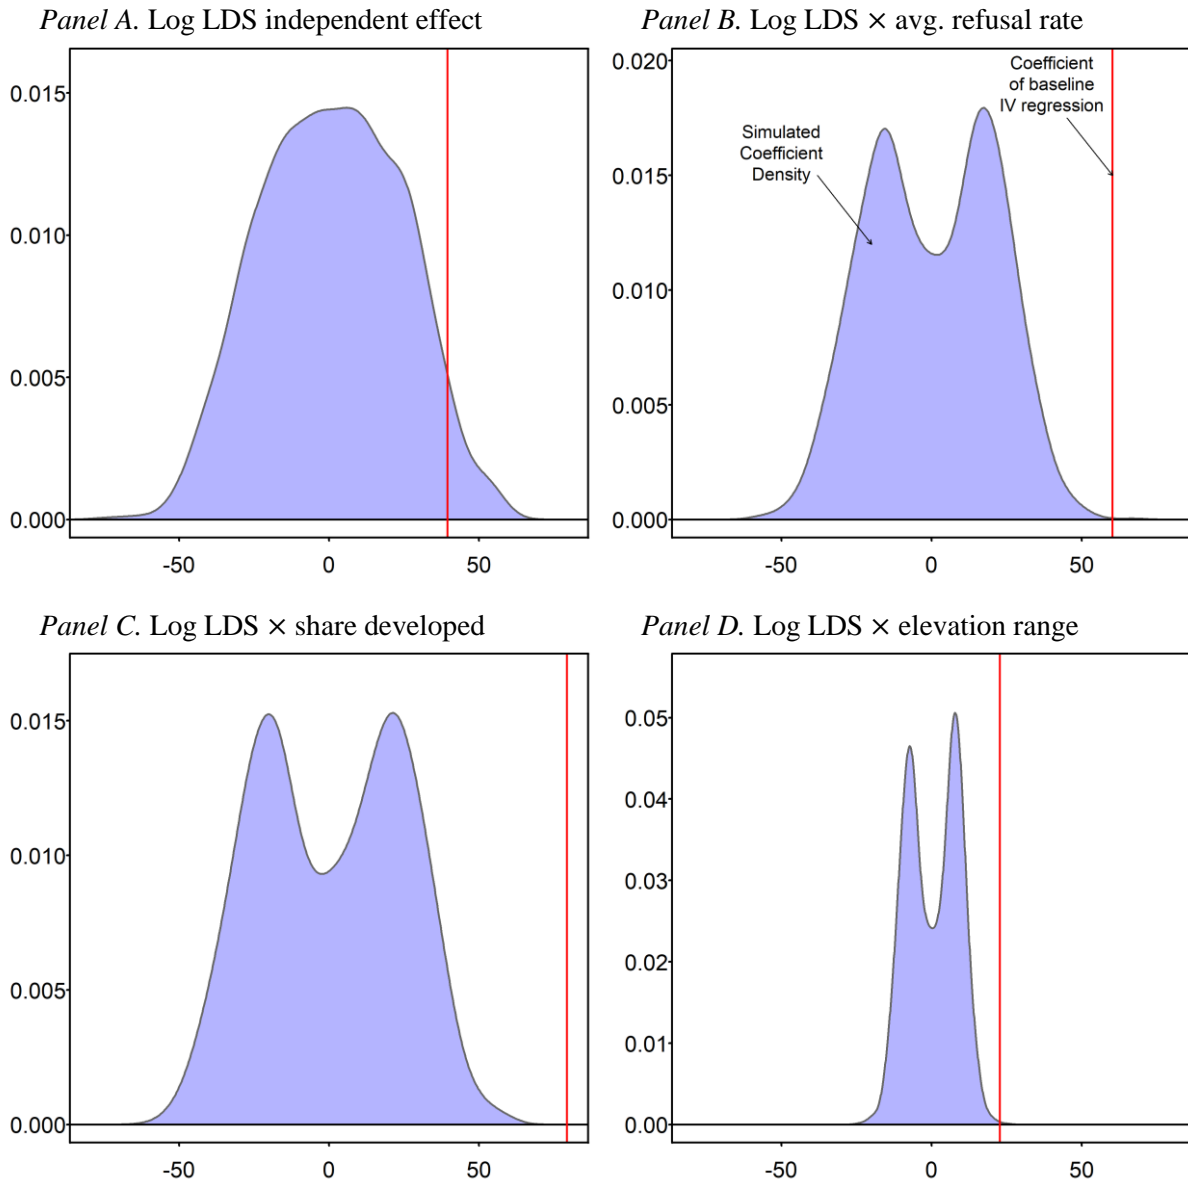 Panel A. Log LDS independent effect
0.015
0.010
0.005
0.000
-50 0 50
Panel B. Log LDS × avg. refusal rate
0.020
0.015
0.010
0.005
0.000
Simulated
Coefficient
Density
Coefficient
of baseline
IV regression
-50 0 50
Panel C. Log LDS × share developed
0.015
0.010
0.005
0.000
-50 0 50
Panel D. Log LDS × elevation range
0.05
0.04
0.03
0.02
0.01
0.00
-50 0 50